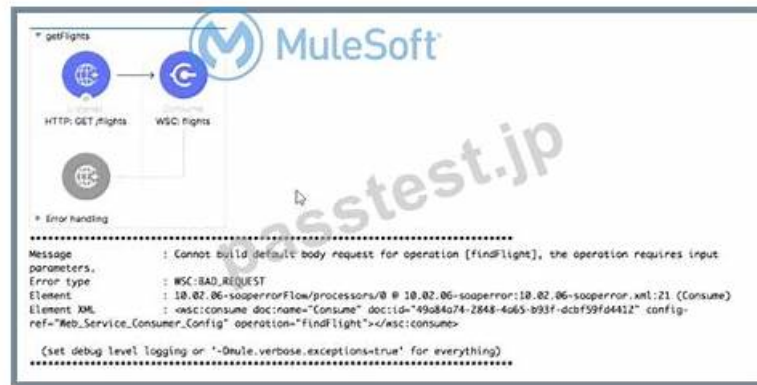 getFlights
MuleSoft
Listener
Consume
HTTP: GET /flights
WSC: flights
Error handling
passtest.jp
************************************************************************
Message : Cannot build default body request for operation [findFlight], the operation requires input
parameters.
Error type : WSC:BAD_REQUEST
Element : 10.02.06-soaperrorFlow/processors/0 @ 10.02.06-soaperror:10.02.06-soaperror.xml:21 (Consume)
Element XML : <wsc:consume doc:name="Consume" doc:id="49a84a74-2848-4a65-b93f-dcbf59fd4412" config-
ref="Web_Service_Consumer_Config" operation="findFlight"></wsc:consume>
(set debug level logging or '-Dmule.verbose.exceptions=true' for everything)
************************************************************************